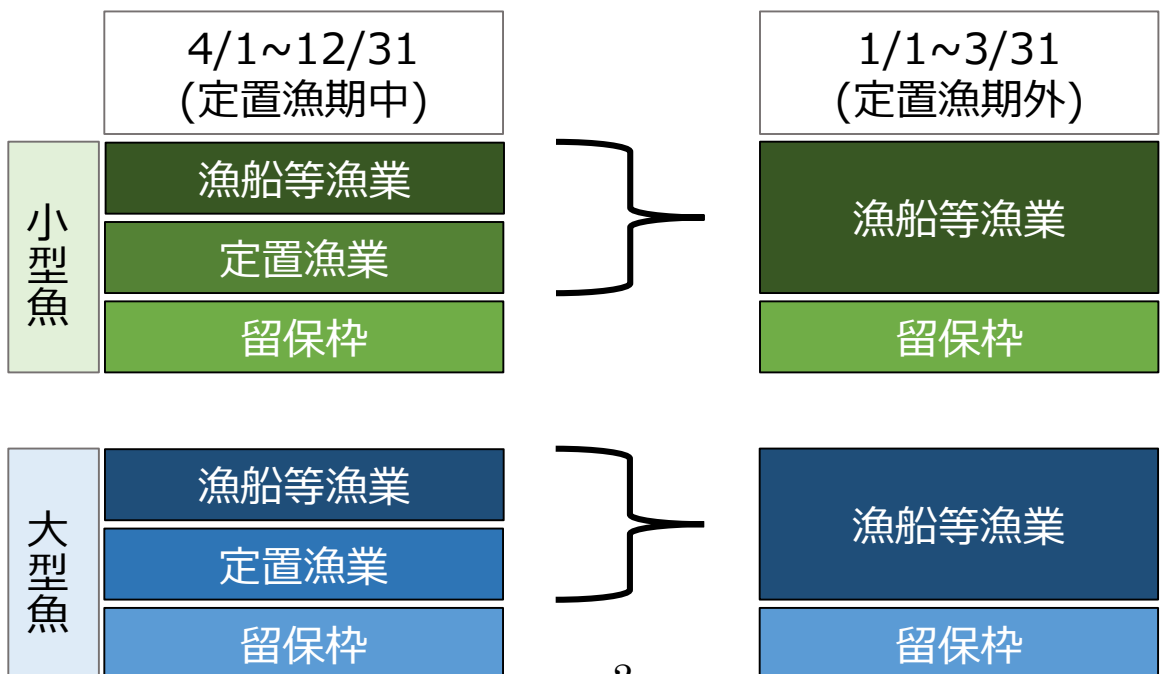 4/1~12/31
(定置漁期中)
1/1~3/31
(定置漁期外)
小型魚
漁船等漁業
定置漁業
留保枠
漁船等漁業
留保枠
大型魚
漁船等漁業
定置漁業
留保枠
漁船等漁業
留保枠